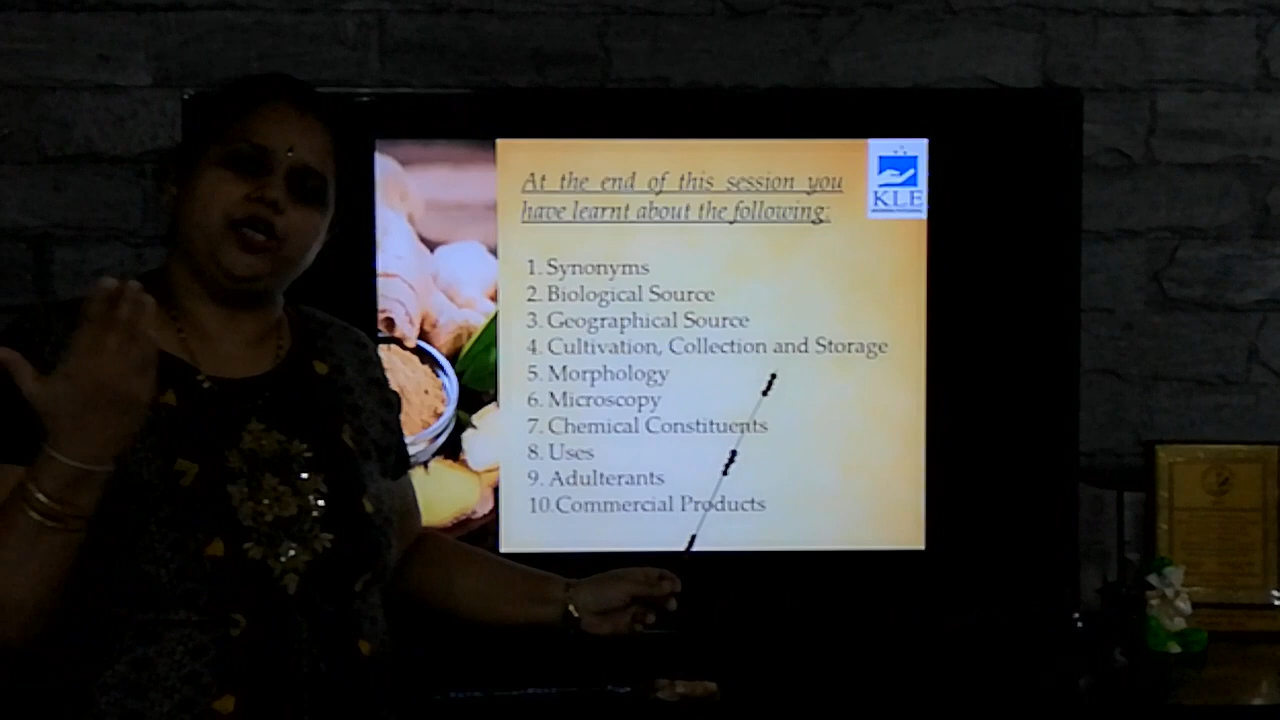 At the end of this session you
have learnt about the following:
KLE
1. Synonyms
2. Biological Source
3. Geographical Source
4. Cultivation, Collection and Storage
5. Morphology
6. Microscopy
7. Chemical Constituents
8. Uses
9. Adulterants
10.Commercial Products